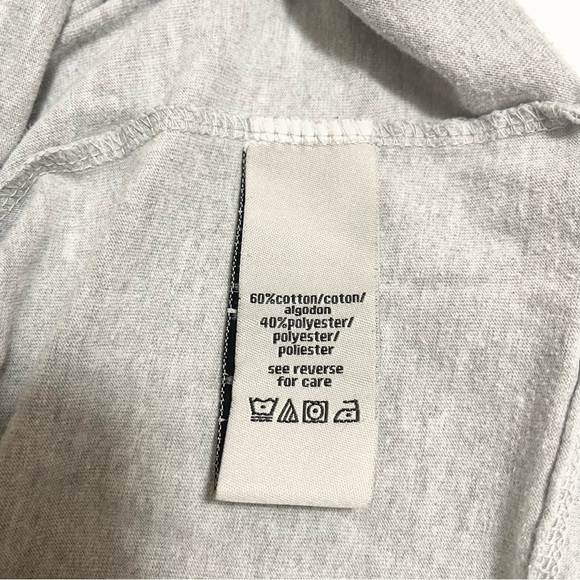 60%cotton/coton/
algodon
40%polyester/
polyester/
poliester
see reverse
for care